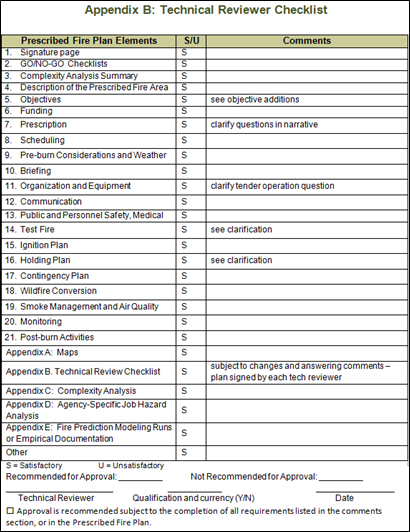 Appendix B: Technical Reviewer Checklist
Prescribed Fire Plan Elements S/U Comments
1. Signature page S
2. GO/NO-GO Checklists S
3. Complexity Analysis Summary S
4. Description of the Prescribed Fire Area S
5. Objectives S see objective additions
6. Funding S
7. Prescription S clarify questions in narrative
8. Scheduling S
9. Pre-burn Considerations and Weather S
10. Briefing S
11. Organization and Equipment S clarify tender operation question
12. Communication S
13. Public and Personnel Safety, Medical S
14. Test Fire S see clarification
15. Ignition Plan S
16. Holding Plan S see clarification
17. Contingency Plan S
18. Wildfire Conversion S
19. Smoke Management and Air Quality S
20. Monitoring S
21. Post-burn Activities S
Appendix A: Maps S
Appendix B. Technical Review Checklist S subject to changes and answering comments –
plan signed by each tech reviewer
Appendix C: Complexity Analysis S
Appendix D: Agency-Specific Job Hazard
Analysis S
Appendix E: Fire Prediction Modeling Runs
or Empirical Documentation S
Other S
S = Satisfactory U = Unsatisfactory
Recommended for Approval: __________ Not Recommended for Approval: __________
Technical Reviewer Qualification and currency (Y/N) Date
☐ Approval is recommended subject to the completion of all requirements listed in the comments
section, or in the Prescribed Fire Plan.